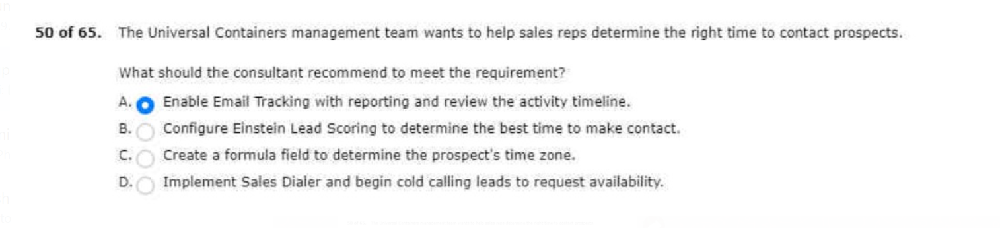 50 of 65. The Universal Containers management team wants to help sales reps determine the right time to contact prospects.
What should the consultant recommend to meet the requirement?
A. Enable Email Tracking with reporting and review the activity timeline.
B. Configure Einstein Lead Scoring to determine the best time to make contact.
C. Create a formula field to determine the prospect's time zone.
D. Implement Sales Dialer and begin cold calling leads to request availability.